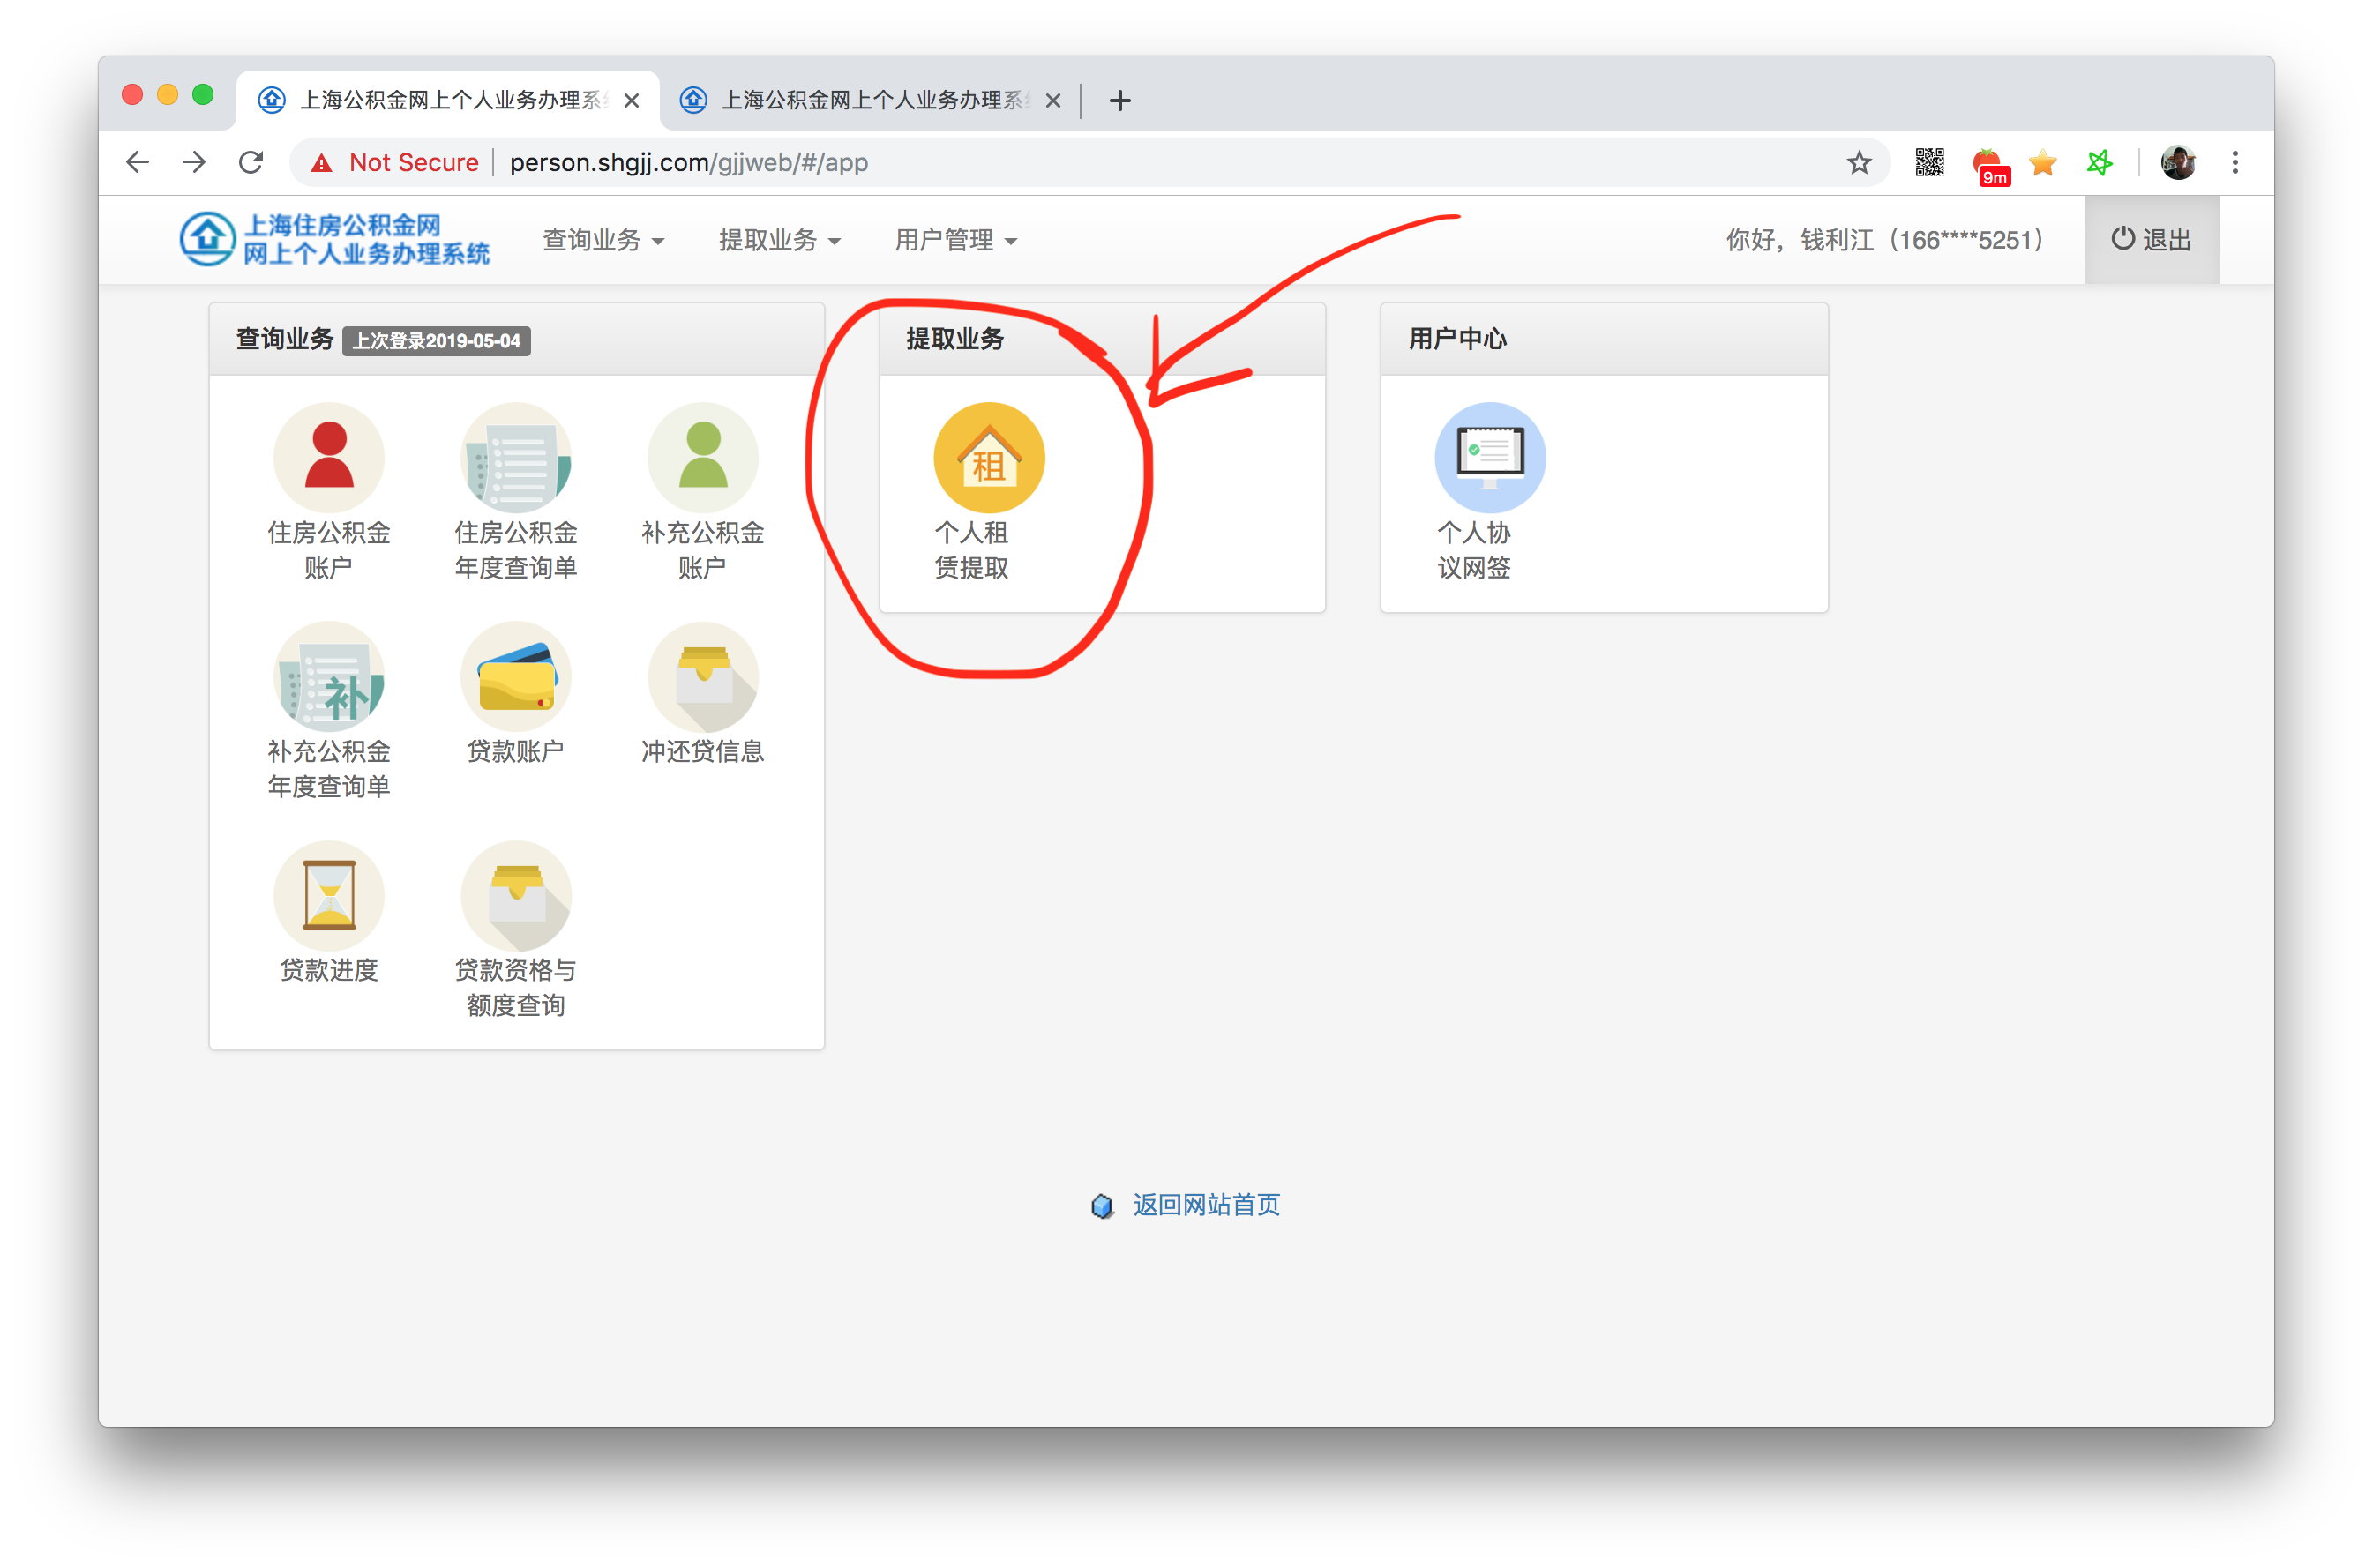 上海公积金网上个人业务办理系
上海公积金网上个人业务办理系
Not Secure
person.shgjj.com/gjjweb/#/app
9m
上海住房公积金网
网上个人业务办理系统
查询业务
提取业务
用户管理
你好，钱利江（166****5251）
退出
查询业务
上次登录2019-05-04
住房公积金
账户
住房公积金
年度查询单
补充公积金
账户
补
补充公积金
年度查询单
贷款账户
冲还贷信息
贷款进度
贷款资格与
额度查询
提取业务
租
个人租
赁提取
用户中心
个人协
议网签
返回网站首页